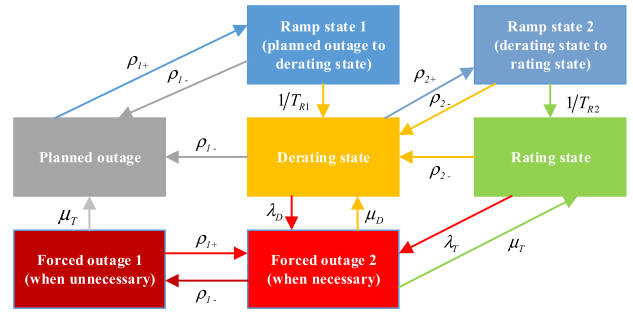 Ramp state 1
(planned outage to
derating state)
Ramp state 2
(derating state to
rating state)
ρ1+
ρ1-
ρ2+
ρ2-
1/TR1
1/TR2
Planned outage
ρ1-
Derating state
ρ2-
Rating state
μT
λD
μD
λT
μT
Forced outage 1
(when unnecessary)
ρ1+
ρ1-
Forced outage 2
(when necessary)